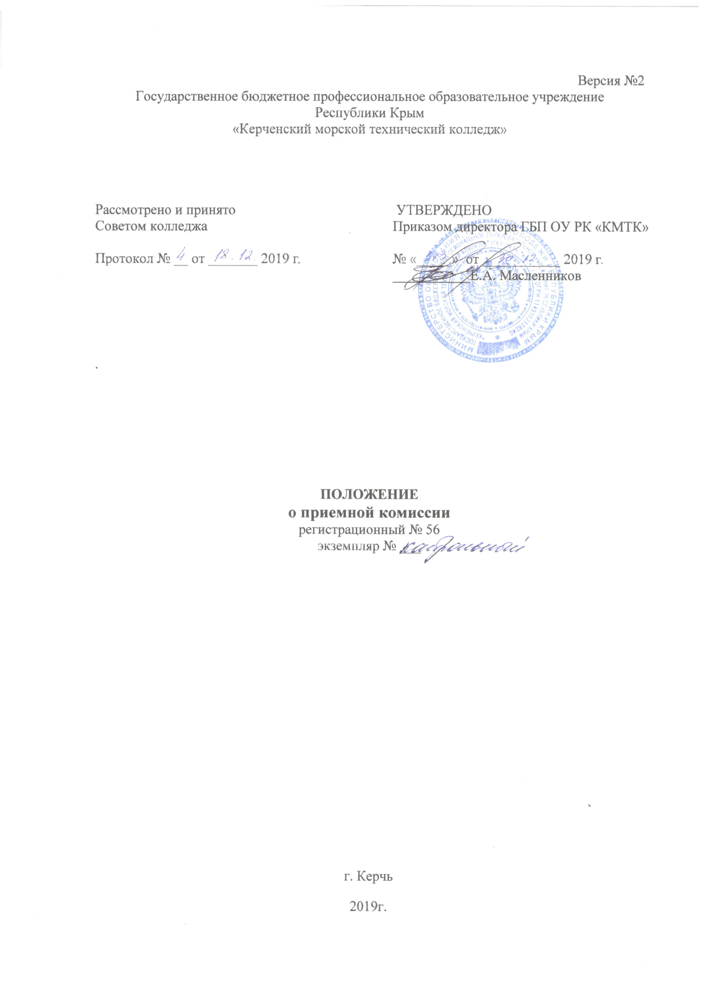 Версия №2
Государственное бюджетное профессиональное образовательное учреждение
Республики Крым
«Керченский морской технический колледж»
Рассмотрено и принято
Советом колледжа
Протокол № 4 от 18.12. 2019 г.
УТВЕРЖДЕНО
Приказом директора ГБП ОУ РК «КМТК»
№ « » от 30.12 2019 г.
Е.А. Масленников
ПОЛОЖЕНИЕ
о приемной комиссии
регистрационный № 56
экземпляр № контрольный
г. Керчь
2019г.